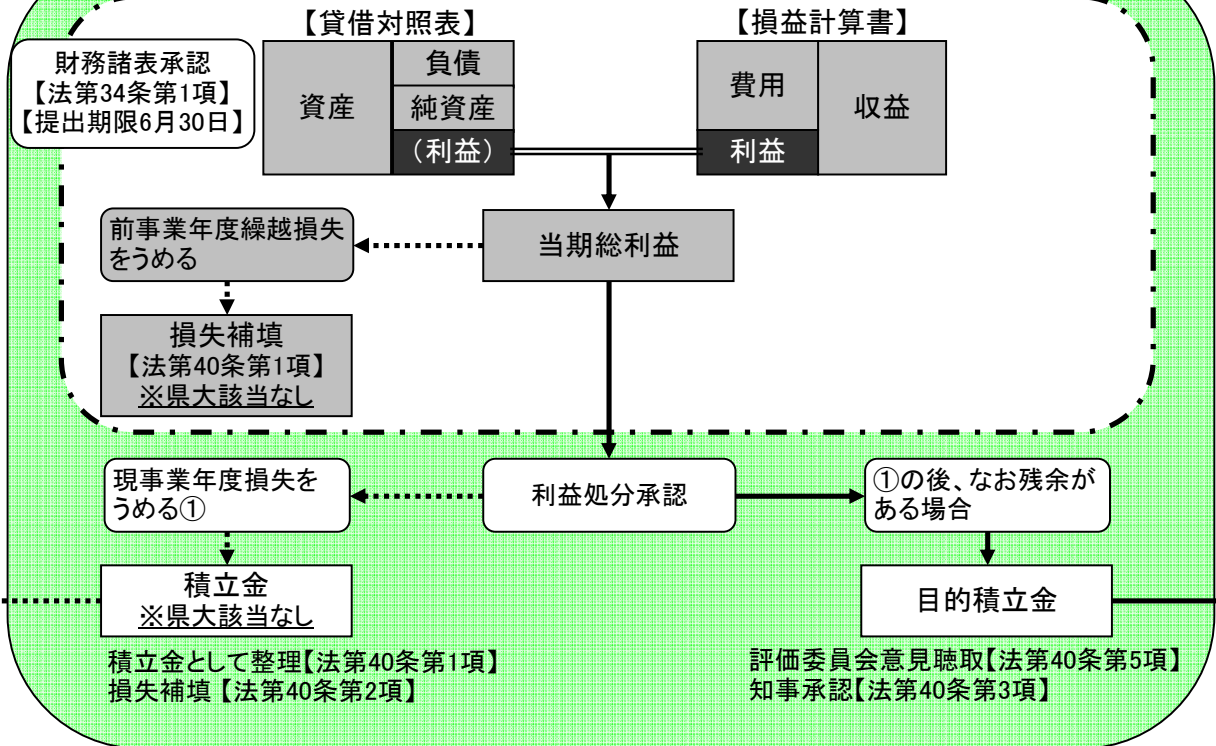 【貸借対照表】
【損益計算書】
財務諸表承認
【法第34条第1項】
【提出期限6月30日】
資産
負債
純資産
(利益)
費用
利益
収益
前事業年度繰越損失
をうめる
当期総利益
損失補填
【法第40条第1項】
※県大該当なし
現事業年度損失を
うめる①
利益処分承認
①の後、なお残余が
ある場合
積立金
※県大該当なし
目的積立金
積立金として整理【法第40条第1項】
損失補填【法第40条第2項】
評価委員会意見聴取【法第40条第5項】
知事承認【法第40条第3項】